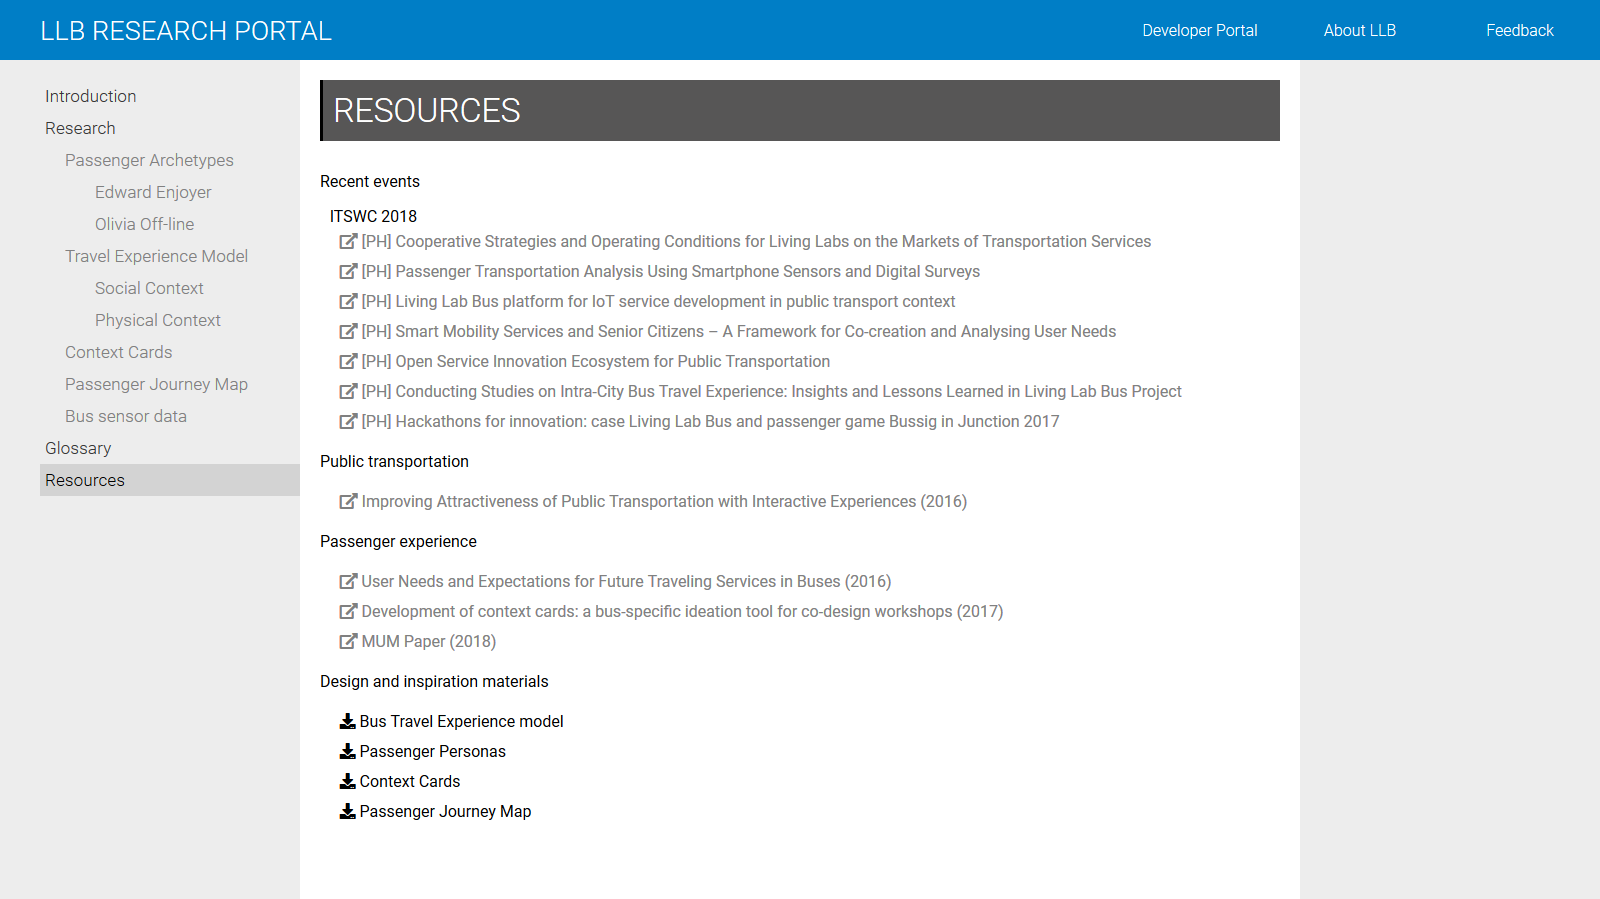 LLB RESEARCH PORTAL
Developer Portal
About LLB
Feedback
Introduction
Research
Passenger Archetypes
Edward Enjoyer
Olivia Off-line
Travel Experience Model
Social Context
Physical Context
Context Cards
Passenger Journey Map
Bus sensor data
Glossary
Resources
RESOURCES
Recent events
ITSWC 2018
[PH] Cooperative Strategies and Operating Conditions for Living Labs on the Markets of Transportation Services
[PH] Passenger Transportation Analysis Using Smartphone Sensors and Digital Surveys
[PH] Living Lab Bus platform for IoT service development in public transport context
[PH] Smart Mobility Services and Senior Citizens – A Framework for Co-creation and Analysing User Needs
[PH] Open Service Innovation Ecosystem for Public Transportation
[PH] Conducting Studies on Intra-City Bus Travel Experience: Insights and Lessons Learned in Living Lab Bus Project
[PH] Hackathons for innovation: case Living Lab Bus and passenger game Bussig in Junction 2017
Public transportation
Improving Attractiveness of Public Transportation with Interactive Experiences (2016)
Passenger experience
User Needs and Expectations for Future Traveling Services in Buses (2016)
Development of context cards: a bus-specific ideation tool for co-design workshops (2017)
MUM Paper (2018)
Design and inspiration materials
Bus Travel Experience model
Passenger Personas
Context Cards
Passenger Journey Map